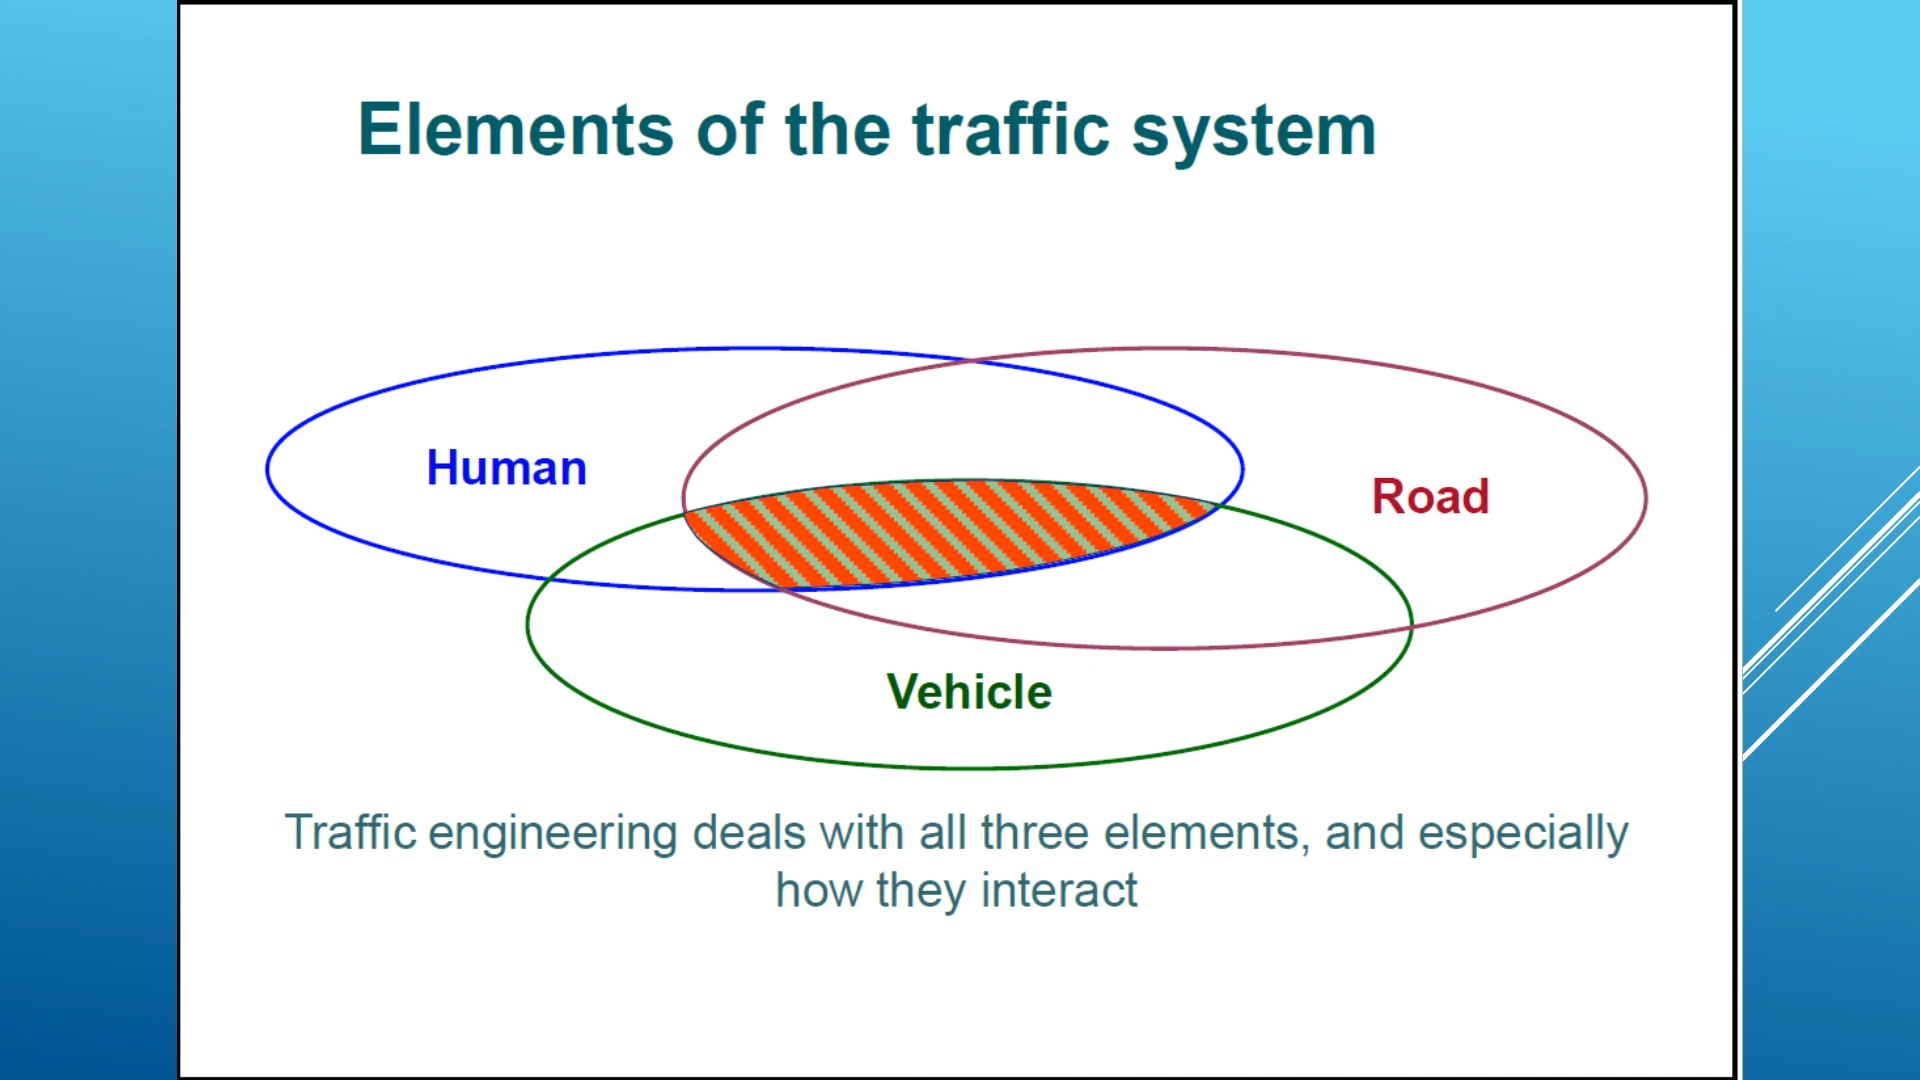 Elements of the traffic system
Human
Road
Vehicle
Traffic engineering deals with all three elements, and especially
how they interact